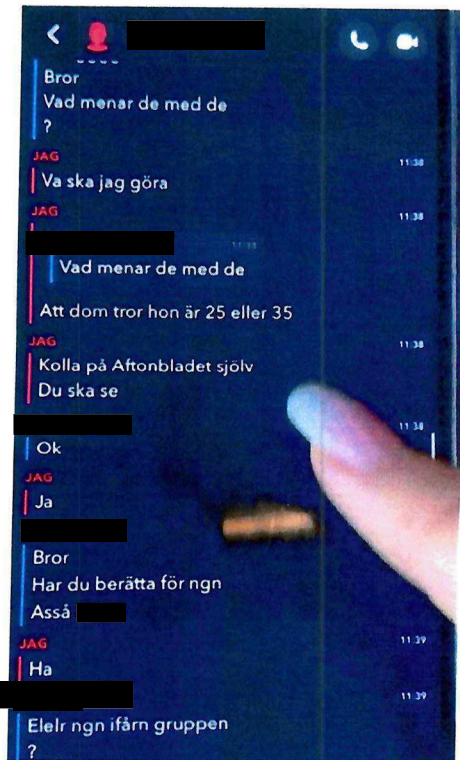 Bror
Vad menar de med de
?
JAG
11:38
Va ska jag göra
JAG
11:38
11:38
Vad menar de med de
Att dom tror hon är 25 eller 35
JAG
11:38
Kolla på Aftonbladet sjölv
Du ska se
11:38
Ok
JAG
Ja
Bror
Har du berätta för ngn
Asså
JAG
11:39
Ha
11:39
Elelr ngn ifårn gruppen
?